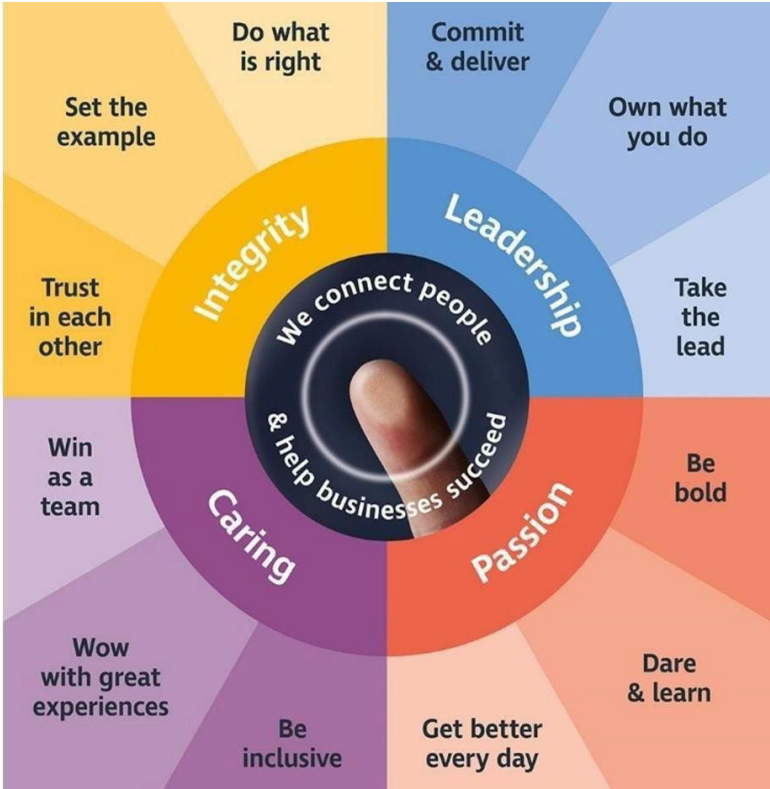 Do what
is right
Commit
& deliver
Set the
example
Own what
you do
Integrity
Leadership
Trust
in each
other
We connect people
& help businesses succeed
Take
the
lead
Win
as a
team
Caring
Passion
Be
bold
Wow
with great
experiences
Be
inclusive
Get better
every day
Dare
& learn